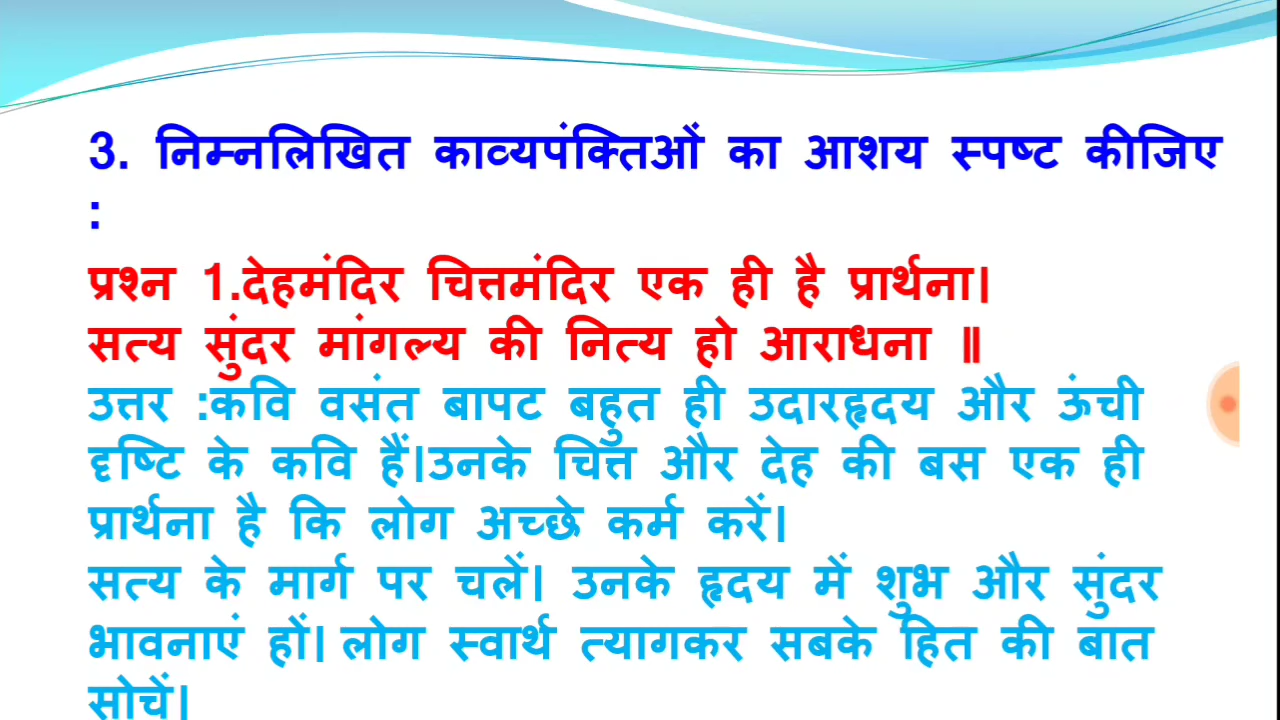 3. निम्नलिखित काव्यपंक्तिओं का आशय स्पष्ट कीजिए
:
प्रश्न 1.देहमंदिर चित्तमंदिर एक ही है प्रार्थना।
सत्य सुंदर मांगल्य की नित्य हो आराधना ॥
उत्तर :कवि वसंत बापट बहुत ही उदारहृदय और ऊंची
दृष्टि के कवि हैं।उनके चित्त और देह की बस एक ही
प्रार्थना है कि लोग अच्छे कर्म करें।
सत्य के मार्ग पर चलें। उनके हृदय में शुभ और सुंदर
भावनाएं हों। लोग स्वार्थ त्यागकर सबके हित की बात
सोचें।